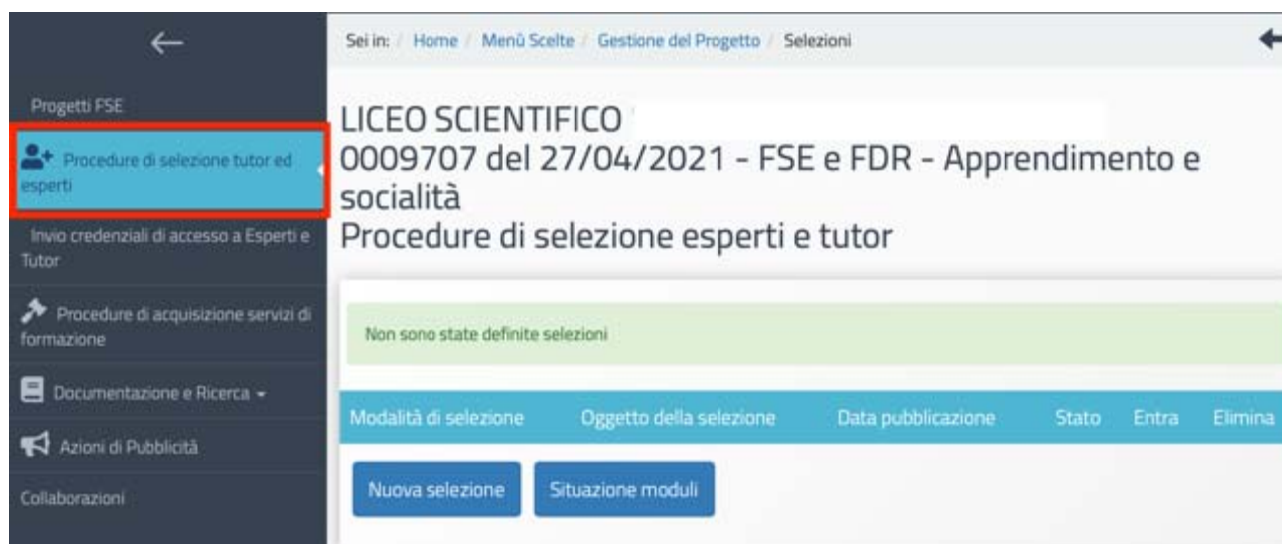 Sei in: / Home / Menù Scelte / Gestione del Progetto / Selezioni
Progetti FSE
Procedure di selezione tutor ed
esperti
Invio credenziali di accesso a Esperti e
Tutor
Procedure di acquisizione servizi di
formazione
Documentazione e Ricerca
Azioni di Pubblicità
Collaborazioni
LICEO SCIENTIFICO
0009707 del 27/04/2021 - FSE e FDR - Apprendimento e
socialità
Procedure di selezione esperti e tutor
Non sono state definite selezioni
Modalità di selezione Oggetto della selezione Data pubblicazione Stato Entra Elimina
Nuova selezione Situazione moduli